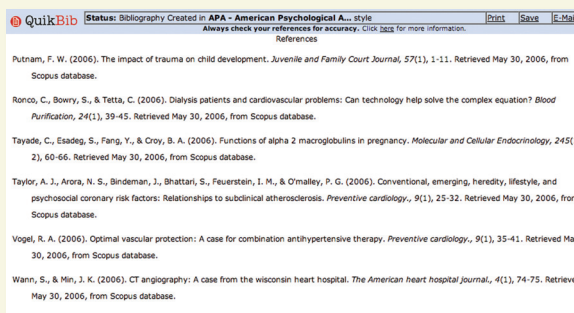 QuikBib Status: Bibliography Created in APA - American Psychological A... style Print Save E-Mai
Always check your references for accuracy. Click here for more information.
References
Putnam, F. W. (2006). The impact of trauma on child development. Juvenile and Family Court Journal, 57(1), 1-11. Retrieved May 30, 2006, from
Scopus database.
Ronco, C., Bowry, S., & Tetta, C. (2006). Dialysis patients and cardiovascular problems: Can technology help solve the complex equation? Blood
Purification, 24(1), 39-45. Retrieved May 30, 2006, from Scopus database.
Tayade, C., Esadeg, S., Fang, Y., & Croy, B. A. (2006). Functions of alpha 2 macroglobulins in pregnancy. Molecular and Cellular Endocrinology, 245(
2), 60-66. Retrieved May 30, 2006, from Scopus database.
Taylor, A. J., Arora, N. S., Bindeman, J., Bhattari, S., Feuerstein, I. M., & O'malley, P. G. (2006). Conventional, emerging, heredity, lifestyle, and
psychosocial coronary risk factors: Relationships to subclinical atherosclerosis. Preventive cardiology., 9(1), 25-32. Retrieved May 30, 2006, from
Scopus database.
Vogel, R. A. (2006). Optimal vascular protection: A case for combination antihypertensive therapy. Preventive cardiology., 9(1), 35-41. Retrieved Ma
30, 2006, from Scopus database.
Wann, S., & Min, J. K. (2006). CT angiography: A case from the wisconsin heart hospital. The American heart hospital journal., 4(1), 74-75. Retrieve
May 30, 2006, from Scopus database.